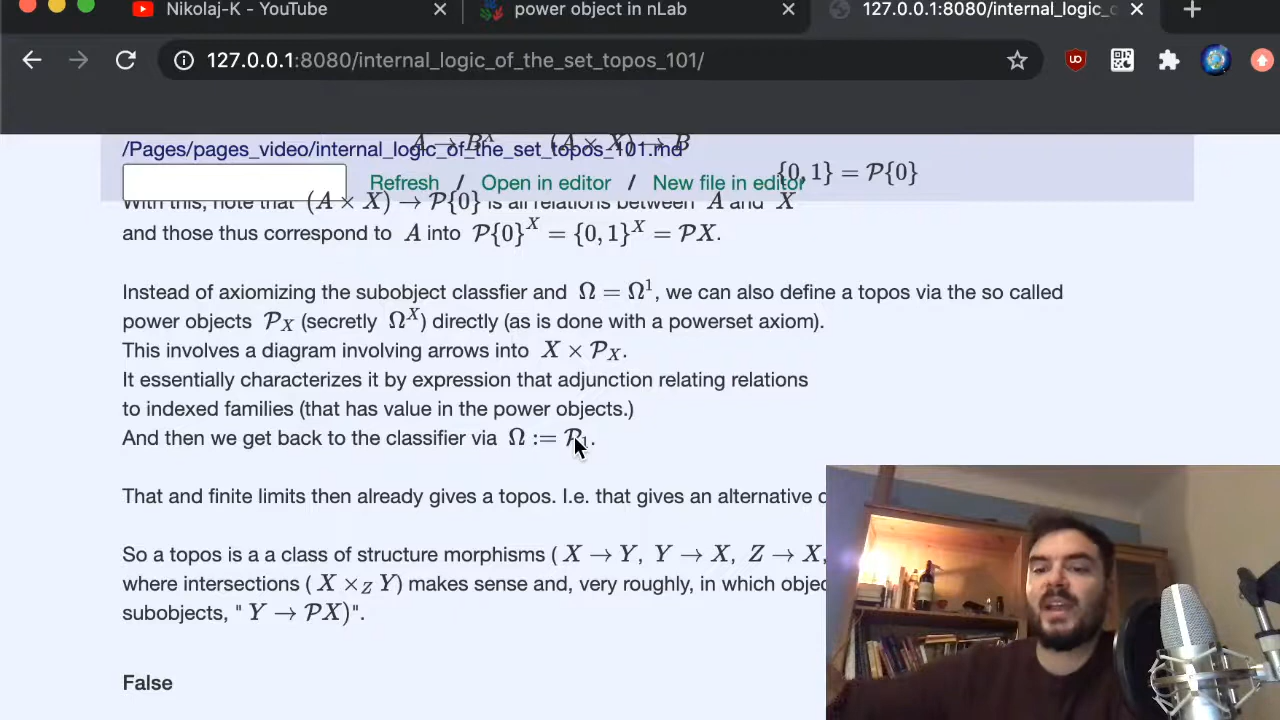 Nikolaj-K - YouTube
power object in nLab
127.0.0.1:8080/internal_logic_c
127.0.0.1:8080/internal_logic_of_the_set_topos_101/
A → B^X (A × X) → B
/Pages/pages_video/internal_logic_of_the_set_topos_101.md
{0, 1} = 𝒫{0}
Refresh / Open in editor / New file in editor
With this, note that (A × X) → 𝒫{0} is all relations between A and X
and those thus correspond to A into 𝒫{0}^X = {0, 1}^X = 𝒫X.
Instead of axiomizing the subobject classfier and Ω = Ω^1, we can also define a topos via the so called
power objects 𝒫_X (secretly Ω^X) directly (as is done with a powerset axiom).
This involves a diagram involving arrows into X × 𝒫_X.
It essentially characterizes it by expression that adjunction relating relations
to indexed families (that has value in the power objects.)
And then we get back to the classifier via Ω := 𝒫_1.
That and finite limits then already gives a topos. I.e. that gives an alternative
So a topos is a a class of structure morphisms ( X → Y, Y → X, Z → X,
where intersections ( X ×_Z Y) makes sense and, very roughly, in which objec
subobjects, " Y → 𝒫X)".
False